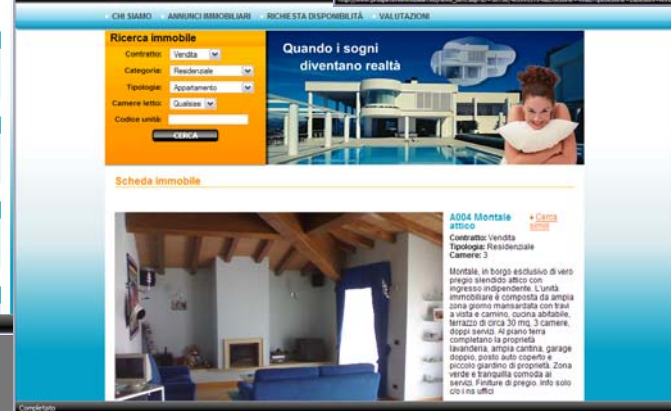 CHI SIAMO ANNUNCI IMMOBILIARI RICHIESTA DISPONIBILITÀ VALUTAZIONI
Ricerca immobile
Contratto: Vendita
Categoria: Residenziale
Tipologia: Appartamento
Camere letto: Qualsiasi
Codice unità:
CERCA
Quando i sogni
diventano realtà
Scheda immobile
A004 Montale attico
Cerca simili
Contratto: Vendita
Tipologia: Residenziale
Camere: 3
Montale, in borgo esclusivo di vero
pregio slendido attico con
ingresso indipendente. L'unità
immobiliare è composta da ampia
zona giorno mansardata con travi
a vista e camino, cucina abitabile,
terrazzo di circa 30 mq, 3 camere,
doppi servizi. Al piano terra
completano la proprietà
lavanderia, ampia cantina, garage
doppio, posto auto coperto e
piccolo giardino di proprietà. Zona
verde e tranquilla comoda ai
servizi. Finiture di pregio. Info solo
c/o i ns uffici
Completato